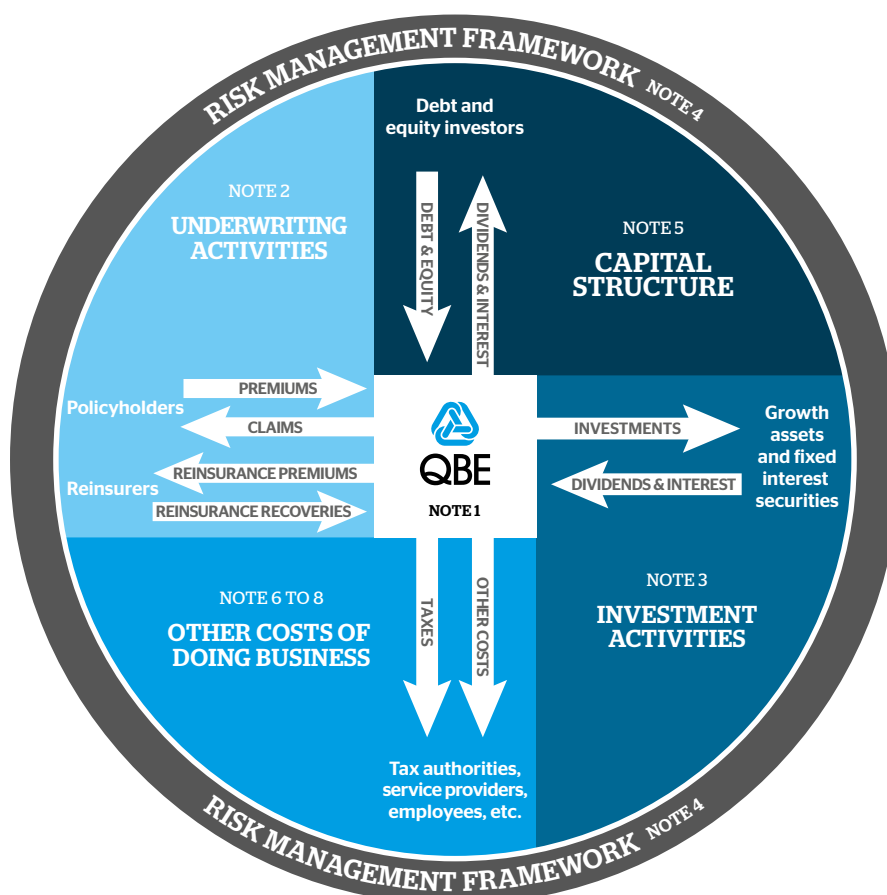 RISK MANAGEMENT FRAMEWORK NOTE 4
Debt and
equity investors
DEBT & EQUITY
DIVIDENDS & INTEREST
NOTE 2
UNDERWRITING
ACTIVITIES
NOTE 5
CAPITAL
STRUCTURE
Policyholders
PREMIUMS
CLAIMS
Reinsurers
REINSURANCE PREMIUMS
REINSURANCE RECOVERIES
QBE
NOTE 1
INVESTMENTS
DIVIDENDS & INTEREST
Growth
assets
and fixed
interest
securities
NOTE 6 TO 8
OTHER COSTS OF
DOING BUSINESS
TAXES
OTHER COSTS
NOTE 3
INVESTMENT
ACTIVITIES
Tax authorities,
service providers,
employees, etc.
RISK MANAGEMENT FRAMEWORK NOTE 4